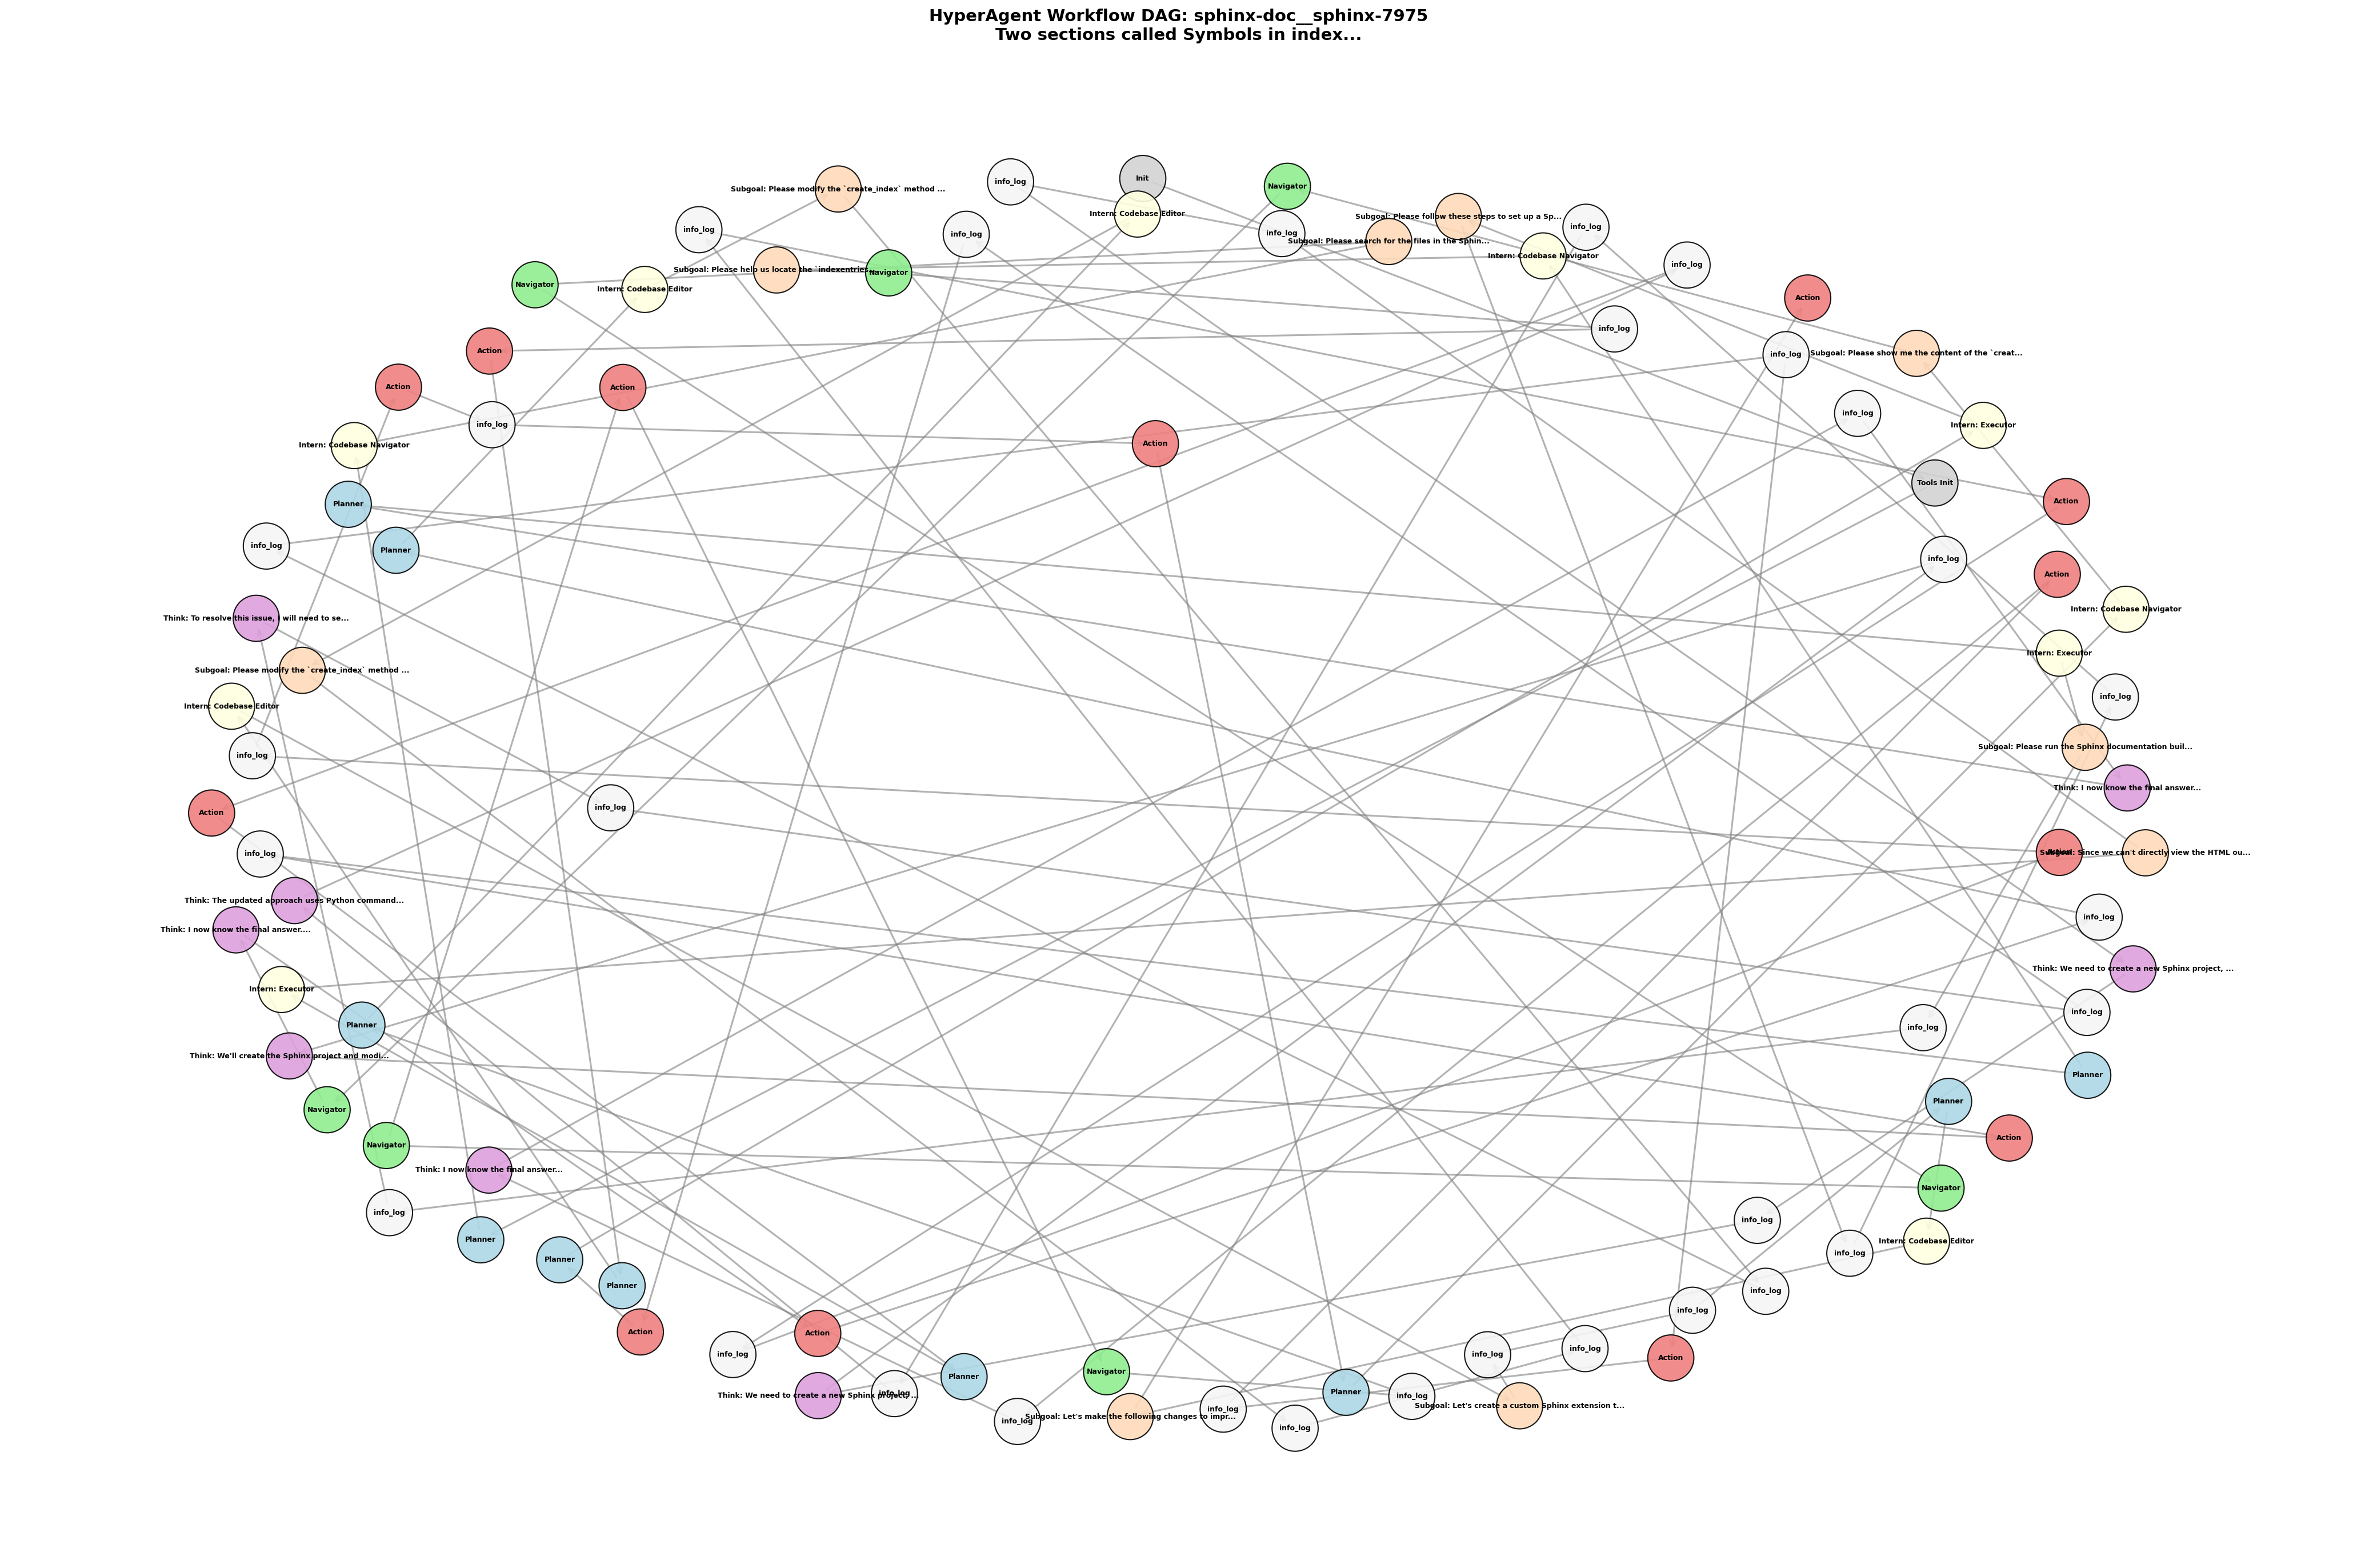 HyperAgent Workflow DAG: sphinx-doc__sphinx-7975
Two sections called Symbols in index...
Init
info_log
Navigator
Subgoal: Please modify the `create_index` method ...
Intern: Codebase Editor
Subgoal: Please follow these steps to set up a Sp...
info_log
info_log
info_log
info_log
Subgoal: Please search for the files in the Sphin...
Intern: Codebase Navigator
info_log
Subgoal: Please help us locate the `indexentries
Navigator
Navigator
Intern: Codebase Editor
Action
info_log
Action
info_log
Subgoal: Please show me the content of the `creat...
Action
Action
info_log
info_log
Intern: Executor
Action
Intern: Codebase Navigator
Tools Init
Action
Planner
info_log
Planner
info_log
Action
Intern: Codebase Navigator
Think: To resolve this issue, I will need to se...
Intern: Executor
Subgoal: Please modify the `create_index` method ...
info_log
Intern: Codebase Editor
Subgoal: Please run the Sphinx documentation buil...
info_log
Think: I now know the final answer...
info_log
Action
info_log
Subgoal: Since we can't directly view the HTML ou...
Think: The updated approach uses Python command...
info_log
Think: I now know the final answer....
Think: We need to create a new Sphinx project, ...
Intern: Executor
info_log
Planner
info_log
Think: We'll create the Sphinx project and modi...
Planner
Planner
Navigator
Action
Navigator
Think: I now know the final answer...
Navigator
info_log
info_log
Planner
Intern: Codebase Editor
info_log
Planner
Planner
info_log
info_log
Action
Action
info_log
info_log
info_log
Action
Navigator
Planner
Planner
info_log
Think: We need to create a new Sphinx project, ...
info_log
Subgoal: Let's create a custom Sphinx extension t...
info_log
Subgoal: Let's make the following changes to impr...
info_log
info_log